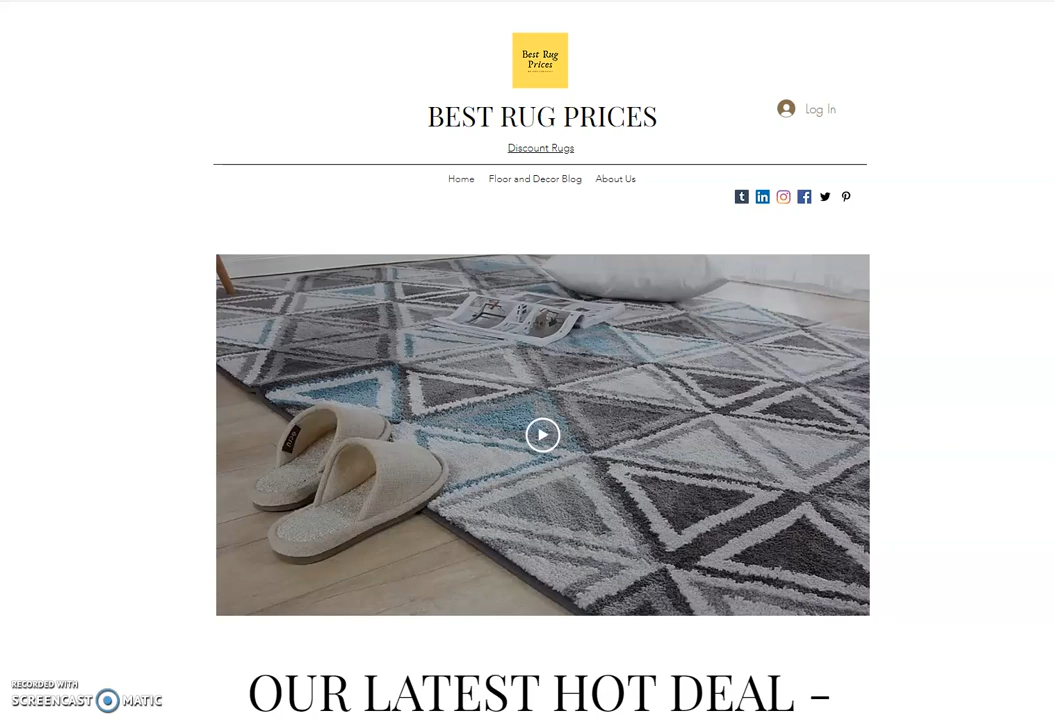 Best Rug
Prices
BEST RUG PRICES
Log In
Discount Rugs
Home Floor and Decor Blog About Us
OUR LATEST HOT DEAL -
RECORDED WITH
SCREENCAST MATIC